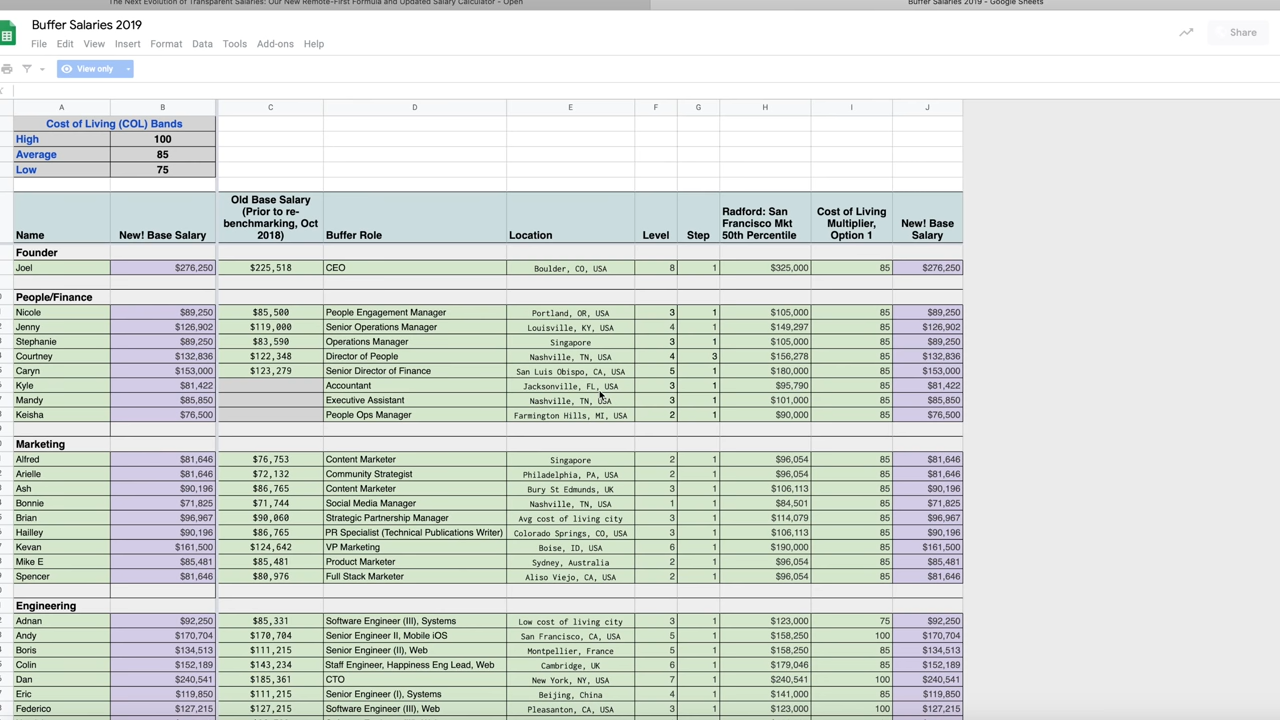 The Next Evolution of Transparent Salaries: Our New Remote-First Formula and Updated Salary Calculator - Open
Buffer Salaries 2019 - Google Sheets
Buffer Salaries 2019
File Edit View Insert Format Data Tools Add-ons Help
Share
View only
A B C D E F G H I J
Cost of Living (COL) Bands
High 100
Average 85
Low 75
Name New! Base Salary Old Base Salary (Prior to re-benchmarking, Oct 2018) Buffer Role Location Level Step Radford: San Francisco Mkt 50th Percentile Cost of Living Multiplier, Option 1 New! Base Salary
Founder
Joel $276,250 $225,518 CEO Boulder, CO, USA 8 1 $325,000 85 $276,250
People/Finance
Nicole $89,250 $85,500 People Engagement Manager Portland, OR, USA 3 1 $105,000 85 $89,250
Jenny $126,902 $119,000 Senior Operations Manager Louisville, KY, USA 4 1 $149,297 85 $126,902
Stephanie $89,250 $83,590 Operations Manager Singapore 3 1 $105,000 85 $89,250
Courtney $132,836 $122,348 Director of People Nashville, TN, USA 4 3 $156,278 85 $132,836
Caryn $153,000 $123,279 Senior Director of Finance San Luis Obispo, CA, USA 5 1 $180,000 85 $153,000
Kyle $81,422 Accountant Jacksonville, FL, USA 3 1 $95,790 85 $81,422
Mandy $85,850 Executive Assistant Nashville, TN, USA 3 1 $101,000 85 $85,850
Keisha $76,500 People Ops Manager Farmington Hills, MI, USA 2 1 $90,000 85 $76,500
Marketing
Alfred $81,646 $76,753 Content Marketer Singapore 2 1 $96,054 85 $81,646
Arielle $81,646 $72,132 Community Strategist Philadelphia, PA, USA 2 1 $96,054 85 $81,646
Ash $90,196 $86,765 Content Marketer Bury St Edmunds, UK 3 1 $106,113 85 $90,196
Bonnie $71,825 $71,744 Social Media Manager Nashville, TN, USA 1 1 $84,501 85 $71,825
Brian $96,967 $90,060 Strategic Partnership Manager Avg cost of living city 3 1 $114,079 85 $96,967
Hailley $90,196 $86,765 PR Specialist (Technical Publications Writer) Colorado Springs, CO, USA 3 1 $106,113 85 $90,196
Kevan $161,500 $124,642 VP Marketing Boise, ID, USA 6 1 $190,000 85 $161,500
Mike E $85,481 $85,481 Product Marketer Sydney, Australia 2 1 $96,054 85 $85,481
Spencer $81,646 $80,976 Full Stack Marketer Aliso Viejo, CA, USA 2 1 $96,054 85 $81,646
Engineering
Adnan $92,250 $85,331 Software Engineer (III), Systems Low cost of living city 3 1 $123,000 75 $92,250
Andy $170,704 $170,704 Senior Engineer II, Mobile iOS San Francisco, CA, USA 5 1 $158,250 100 $170,704
Boris $134,513 $111,215 Senior Engineer (II), Web Montpellier, France 5 1 $158,250 85 $134,513
Colin $152,189 $143,234 Staff Engineer, Happiness Eng Lead, Web Cambridge, UK 6 1 $179,046 85 $152,189
Dan $240,541 $185,361 CTO New York, NY, USA 7 1 $240,541 100 $240,541
Eric $119,850 $111,215 Senior Engineer (I), Systems Beijing, China 4 1 $141,000 85 $119,850
Federico $127,215 $127,215 Software Engineer (III), Web Pleasanton, CA, USA 3 1 $123,000 100 $127,215